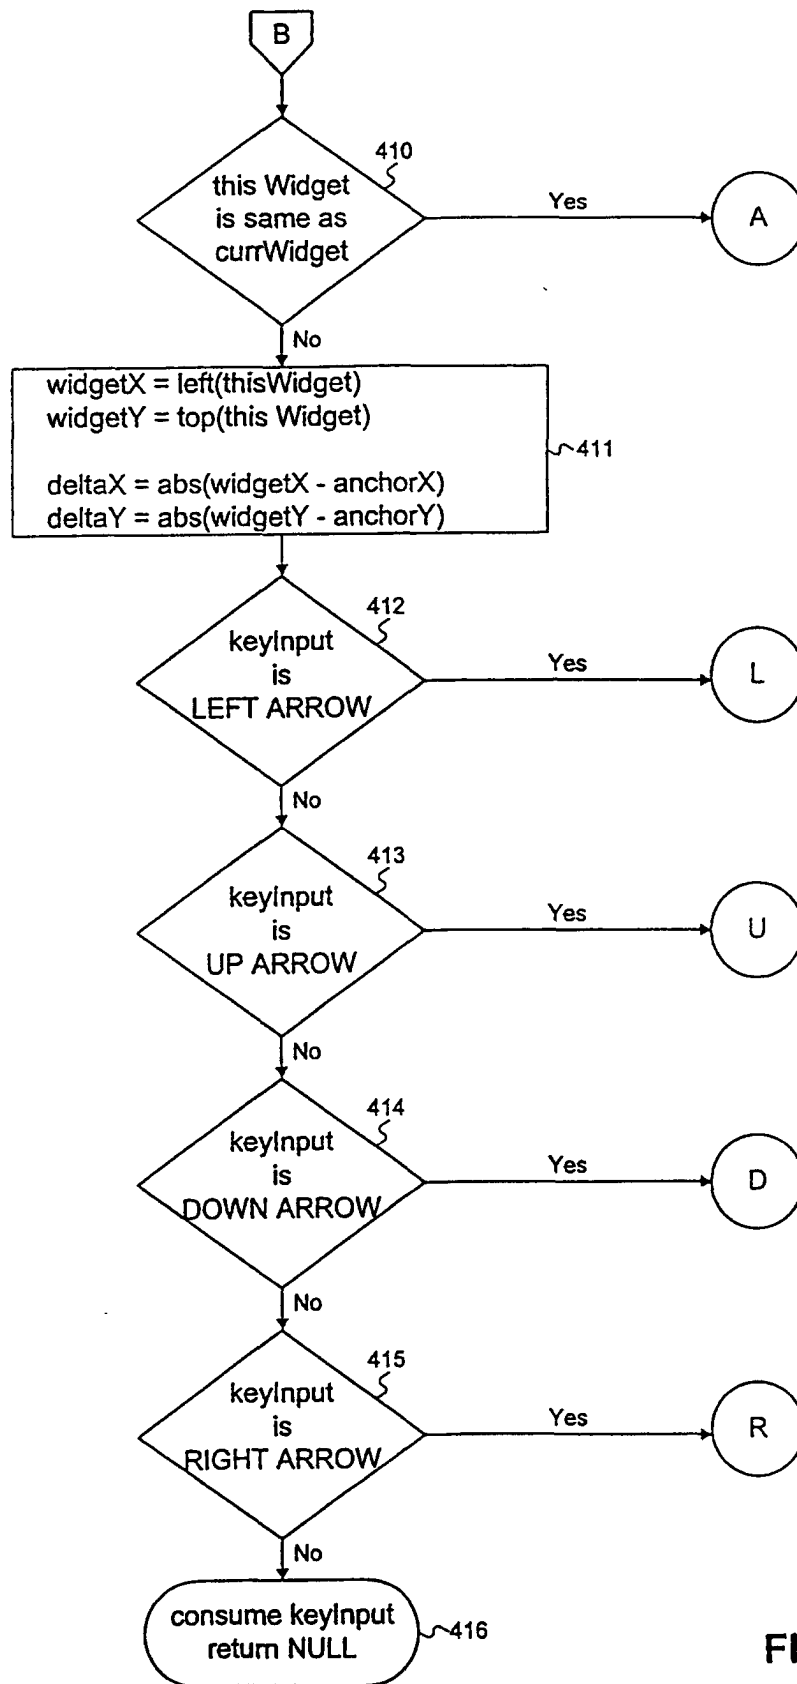 B
410
this Widget
is same as
currWidget
Yes
A
No
widgetX = left(thisWidget)
widgetY = top(this Widget)
deltaX = abs(widgetX - anchorX)
deltaY = abs(widgetY - anchorY)
411
412
keyInput
is
LEFT ARROW
Yes
L
No
413
keyInput
is
UP ARROW
Yes
U
No
414
keyInput
is
DOWN ARROW
Yes
D
No
415
keyInput
is
RIGHT ARROW
Yes
R
No
consume keyInput
return NULL
416